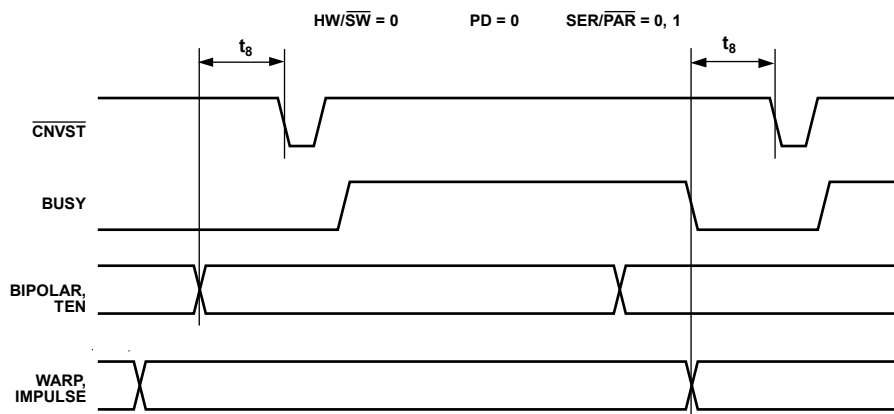 HW/SW = 0 PD = 0 SER/PAR = 0, 1
t8 t8
CNVST
BUSY
BIPOLAR,
TEN
WARP,
IMPULSE